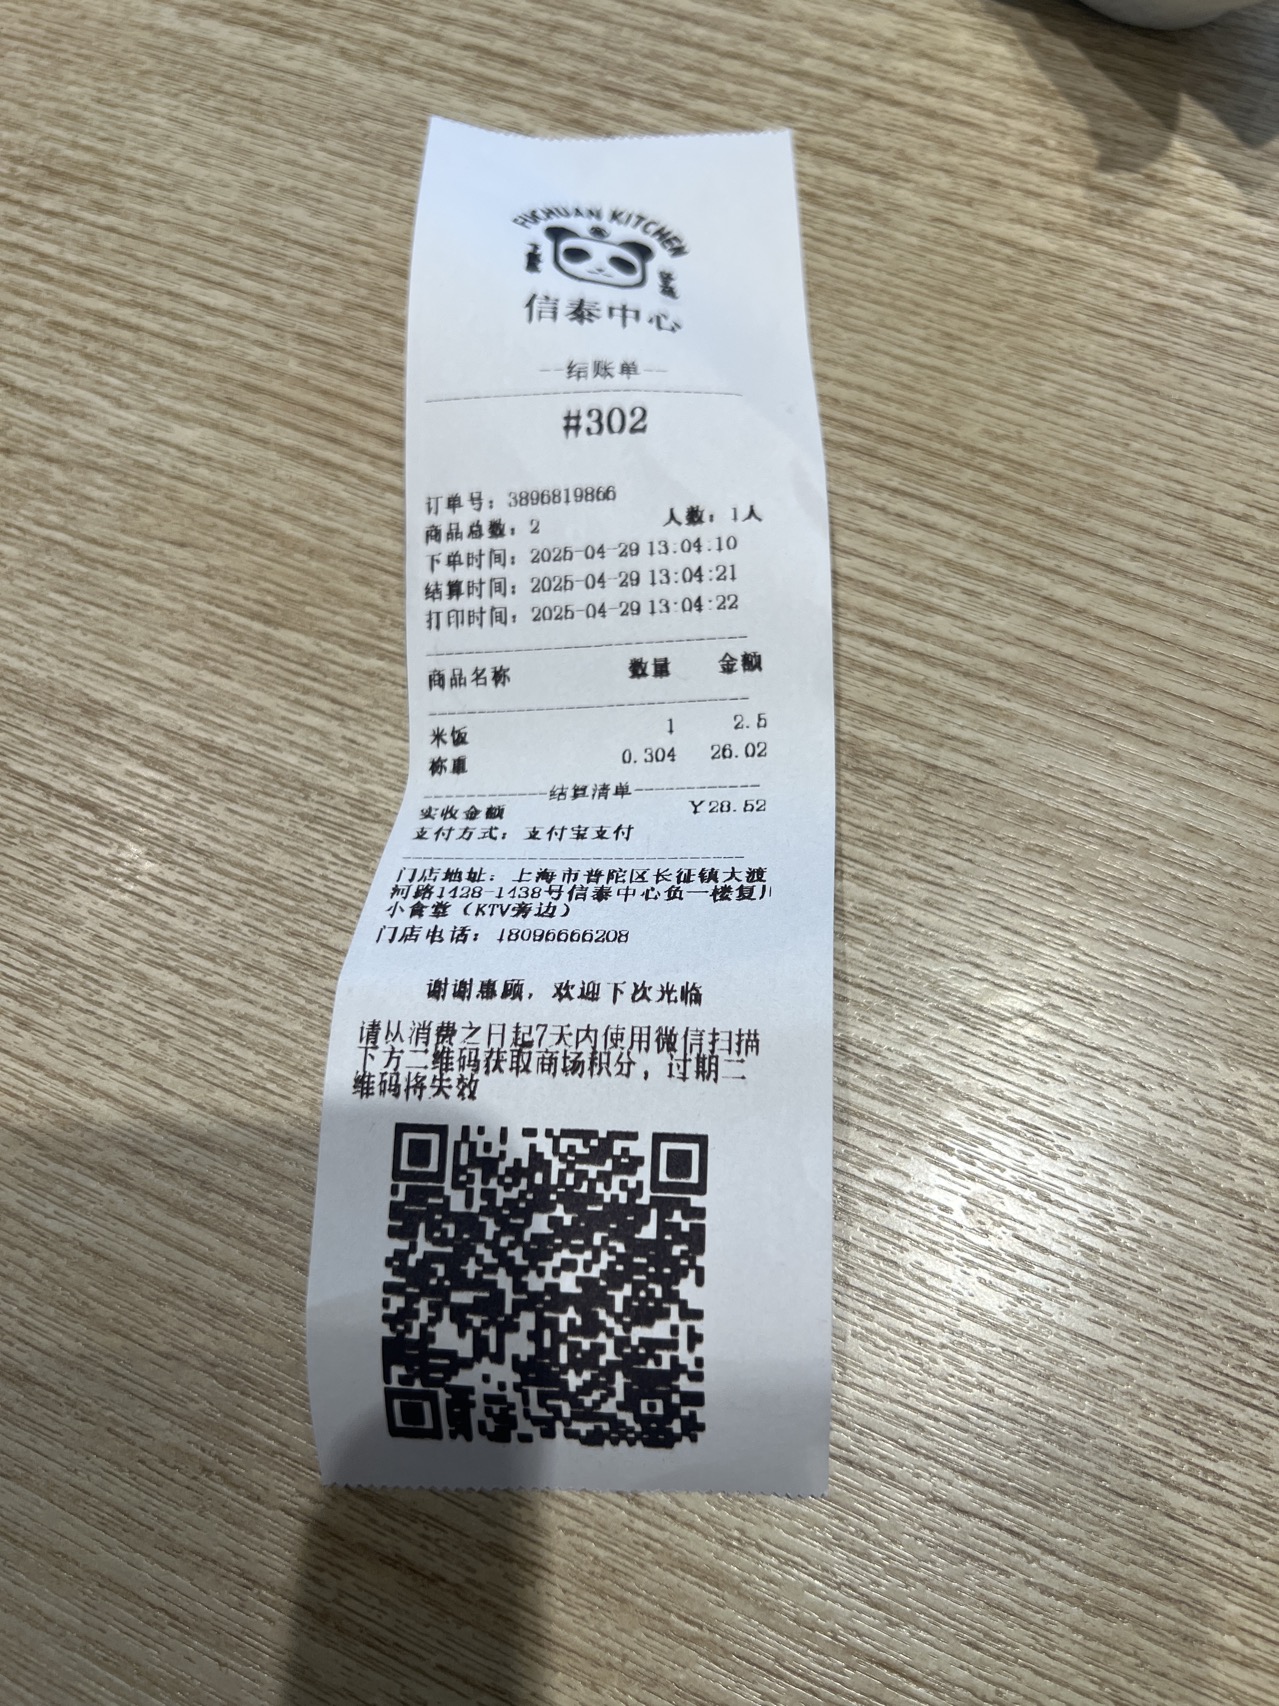 FUCHUAN KITCHEN
信泰中心
--结账单--
#302
订单号：3896819866
商品总数：2 人数：1人
下单时间：2025-04-29 13:04:10
结算时间：2025-04-29 13:04:21
打印时间：2025-04-29 13:04:22
商品名称 数量 金额
米饭 1 2.5
称重 0.304 26.02
结算清单
实收金额 ￥28.52
支付方式：支付宝支付
门店地址：上海市普陀区长征镇大渡
河路1428-1438号信泰中心负一楼复川
小食堂（KTV旁边）
门店电话：18096666208
谢谢惠顾，欢迎下次光临
请从消费之日起7天内使用微信扫描
下方二维码获取商场积分，过期二
维码将失效